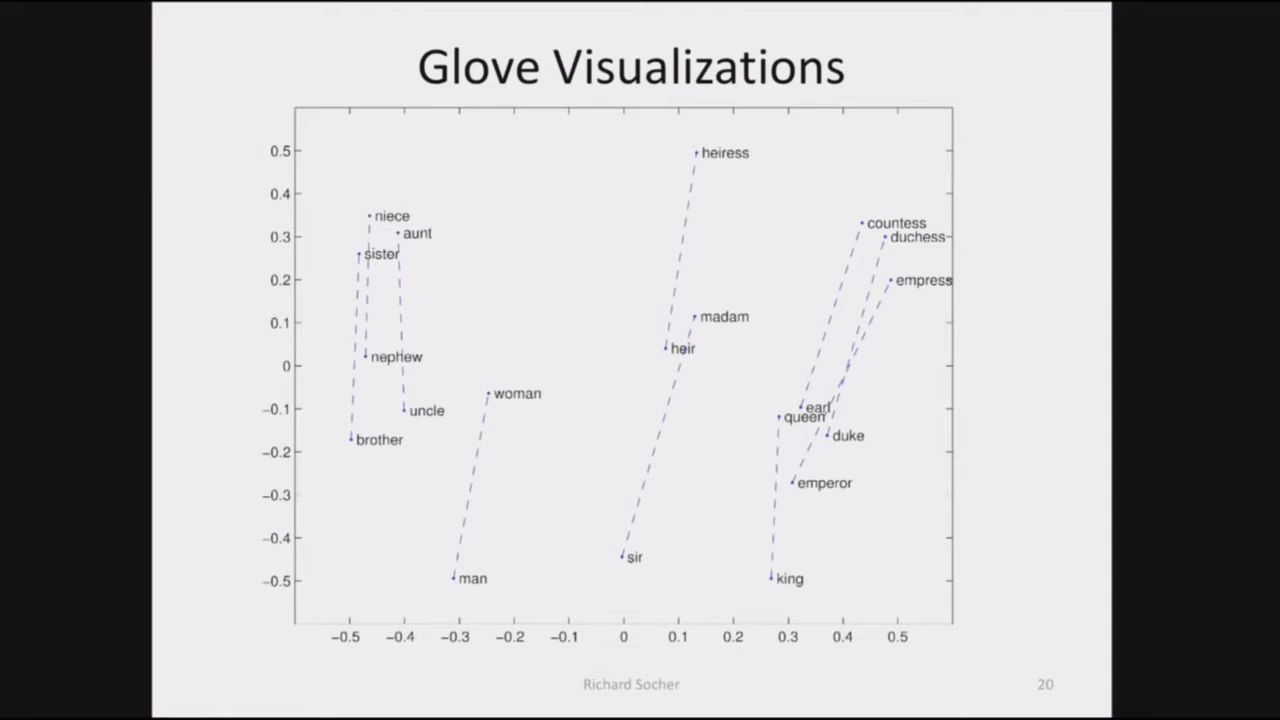 Glove Visualizations
0.5
heiress
0.4
niece
countess
0.3
aunt
duchess
sister
0.2
empress
0.1
madam
heir
0
nephew
woman
−0.1
uncle
earl
queen
brother
duke
−0.2
emperor
−0.3
−0.4
sir
−0.5
man
king
−0.5 −0.4 −0.3 −0.2 −0.1 0 0.1 0.2 0.3 0.4 0.5
Richard Socher
20